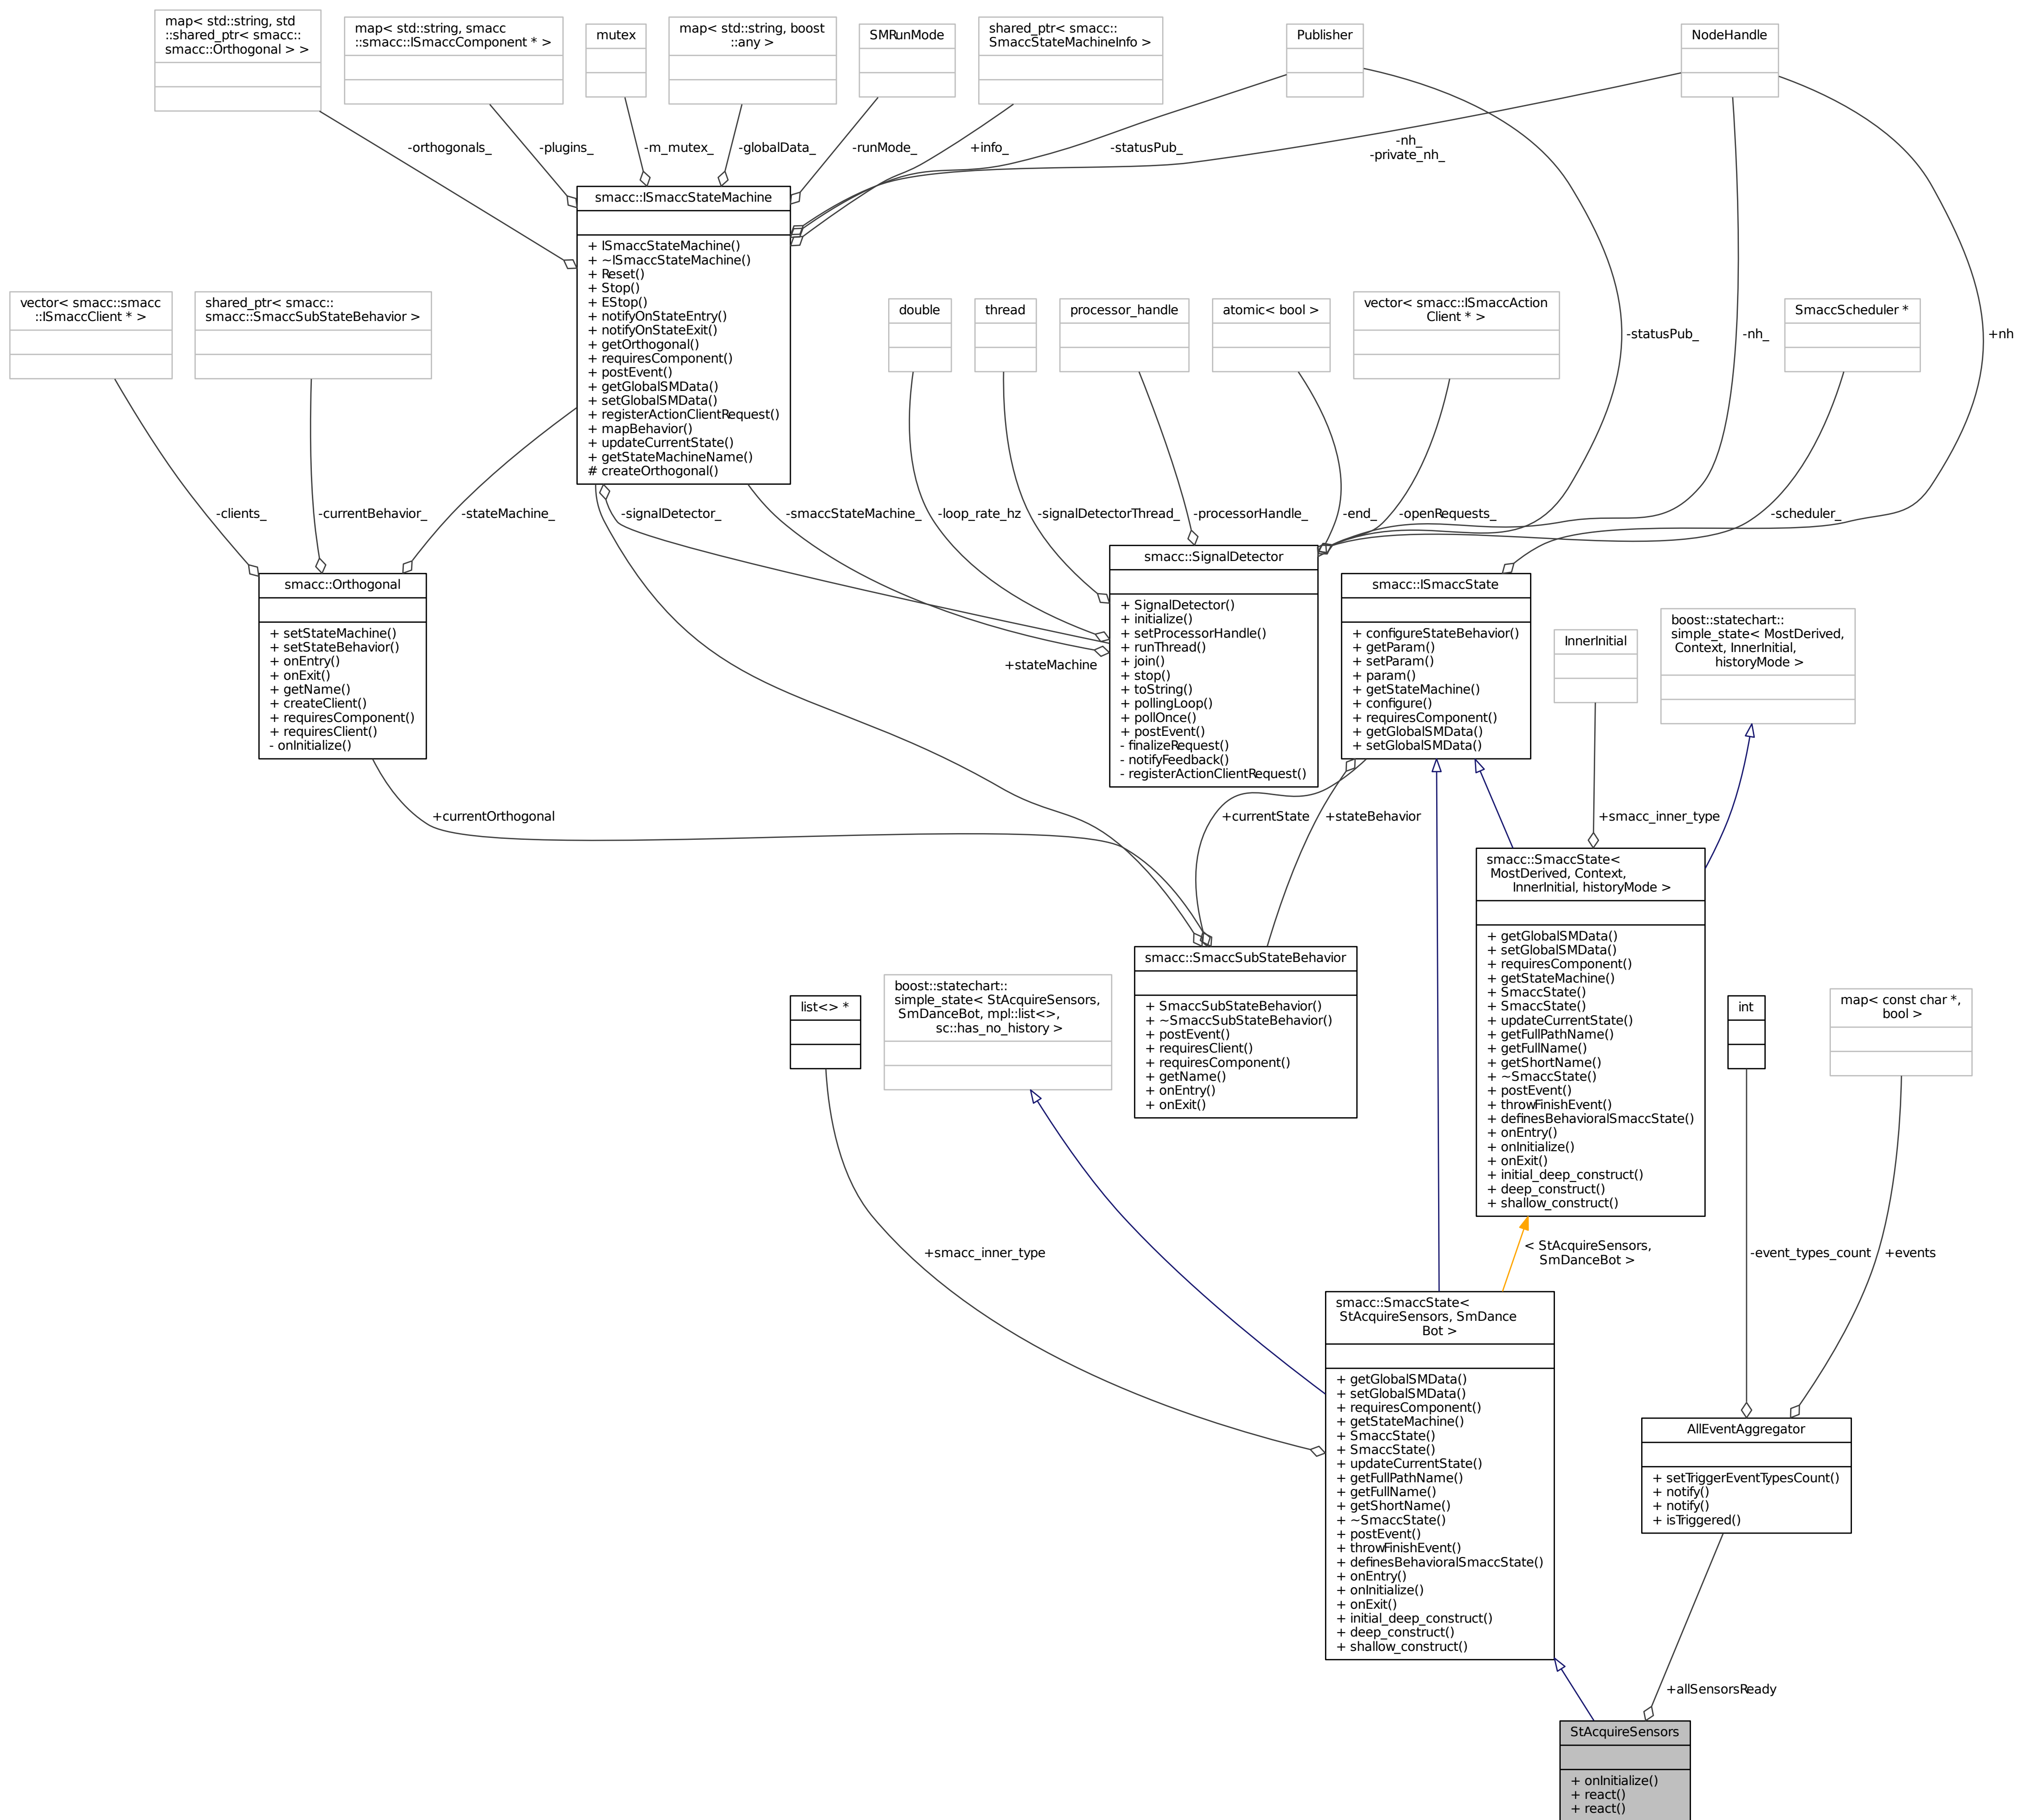 map< std::string, std
::shared_ptr< smacc::
smacc::Orthogonal > >
map< std::string, smacc
::smacc::ISmaccComponent * >
mutex
map< std::string, boost
::any >
SMRunMode
shared_ptr< smacc::
SmaccStateMachineInfo >
Publisher
NodeHandle
-orthogonals_
-plugins_
-m_mutex_
-globalData_
-runMode_
+info_
-statusPub_
-nh_
-private_nh_
smacc::ISmaccStateMachine
+ ISmaccStateMachine()
+ ~ISmaccStateMachine()
+ Reset()
+ Stop()
+ EStop()
+ notifyOnStateEntry()
+ notifyOnStateExit()
+ getOrthogonal()
+ requiresComponent()
+ postEvent()
+ getGlobalSMData()
+ setGlobalSMData()
+ registerActionClientRequest()
+ mapBehavior()
+ updateCurrentState()
+ getStateMachineName()
# createOrthogonal()
vector< smacc::smacc
::ISmaccClient * >
shared_ptr< smacc::
smacc::SmaccSubStateBehavior >
double
thread
processor_handle
atomic< bool >
vector< smacc::ISmaccAction
Client * >
SmaccScheduler *
-statusPub_
-nh_
+nh
-clients_
-currentBehavior_
-stateMachine_
-signalDetector_
-smaccStateMachine_
-loop_rate_hz
-signalDetectorThread_
-processorHandle_
-end_
-openRequests_
-scheduler_
smacc::Orthogonal
+ setStateMachine()
+ setStateBehavior()
+ onEntry()
+ onExit()
+ getName()
+ createClient()
+ requiresComponent()
+ requiresClient()
- onInitialize()
smacc::SignalDetector
+ SignalDetector()
+ initialize()
+ setProcessorHandle()
+ runThread()
+ join()
+ stop()
+ toString()
+ pollingLoop()
+ pollOnce()
+ postEvent()
- finalizeRequest()
- notifyFeedback()
- registerActionClientRequest()
smacc::ISmaccState
+ configureStateBehavior()
+ getParam()
+ setParam()
+ param()
+ getStateMachine()
+ configure()
+ requiresComponent()
+ getGlobalSMData()
+ setGlobalSMData()
InnerInitial
boost::statechart::
simple_state< MostDerived,
Context, InnerInitial,
historyMode >
+stateMachine
+currentOrthogonal
+currentState
+stateBehavior
+smacc_inner_type
smacc::SmaccState<
MostDerived, Context,
InnerInitial, historyMode >
+ getGlobalSMData()
+ setGlobalSMData()
+ requiresComponent()
+ getStateMachine()
+ SmaccState()
+ SmaccState()
+ updateCurrentState()
+ getFullPathName()
+ getFullName()
+ getShortName()
+ ~SmaccState()
+ postEvent()
+ throwFinishEvent()
+ definesBehavioralSmaccState()
+ onEntry()
+ onInitialize()
+ onExit()
+ initial_deep_construct()
+ deep_construct()
+ shallow_construct()
smacc::SmaccSubStateBehavior
+ SmaccSubStateBehavior()
+ ~SmaccSubStateBehavior()
+ postEvent()
+ requiresClient()
+ requiresComponent()
+ getName()
+ onEntry()
+ onExit()
list<> *
boost::statechart::
simple_state< StAcquireSensors,
SmDanceBot, mpl::list<>,
sc::has_no_history >
int
map< const char *,
bool >
+smacc_inner_type
< StAcquireSensors,
SmDanceBot >
-event_types_count
+events
smacc::SmaccState<
StAcquireSensors, SmDance
Bot >
+ getGlobalSMData()
+ setGlobalSMData()
+ requiresComponent()
+ getStateMachine()
+ SmaccState()
+ SmaccState()
+ updateCurrentState()
+ getFullPathName()
+ getFullName()
+ getShortName()
+ ~SmaccState()
+ postEvent()
+ throwFinishEvent()
+ definesBehavioralSmaccState()
+ onEntry()
+ onInitialize()
+ onExit()
+ initial_deep_construct()
+ deep_construct()
+ shallow_construct()
AllEventAggregator
+ setTriggerEventTypesCount()
+ notify()
+ notify()
+ isTriggered()
+allSensorsReady
StAcquireSensors
+ onInitialize()
+ react()
+ react()